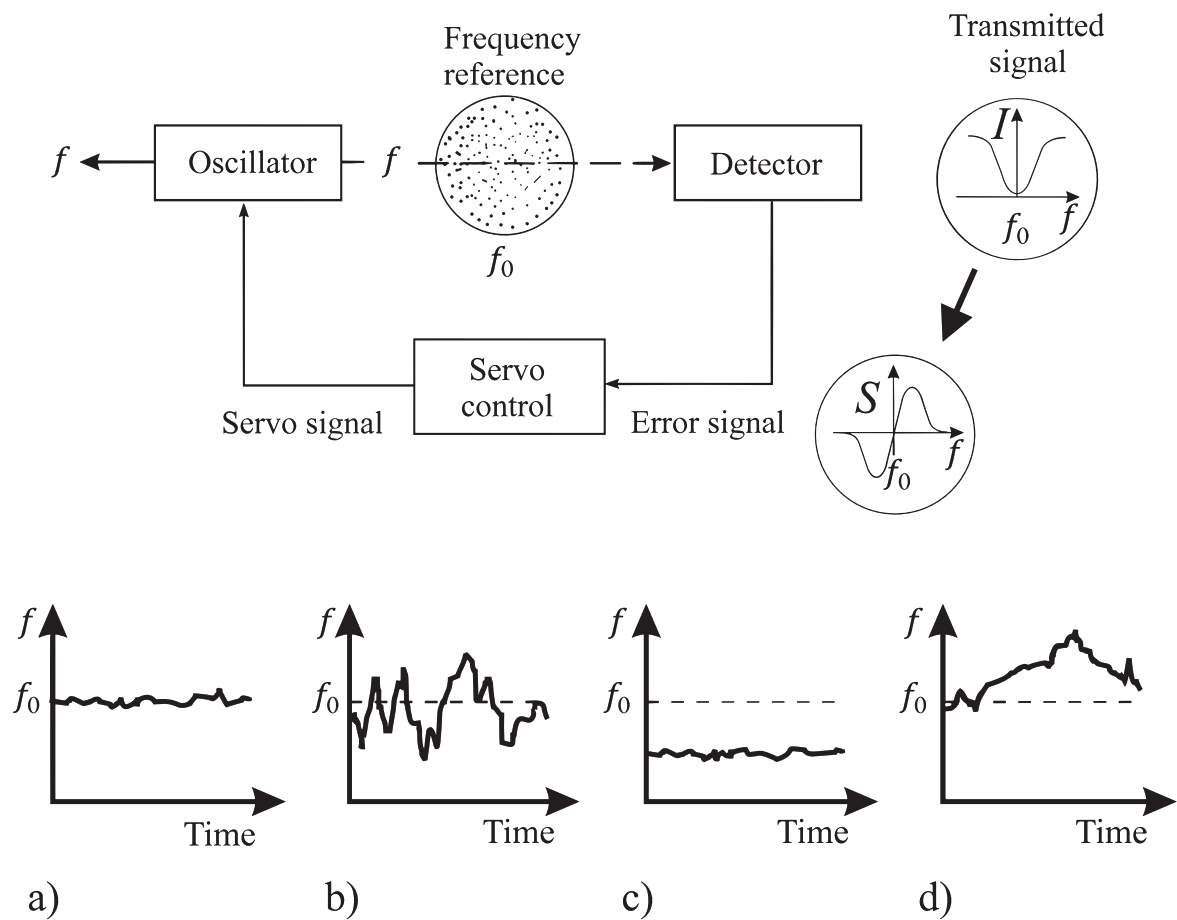 Frequency
reference
Transmitted
signal
f
Oscillator
f
Detector
I
f
f₀
f₀
Servo
control
Servo signal
Error signal
S
f
f₀
f
f
f
f
f₀
f₀
f₀
f₀
Time
Time
Time
Time
a)
b)
c)
d)